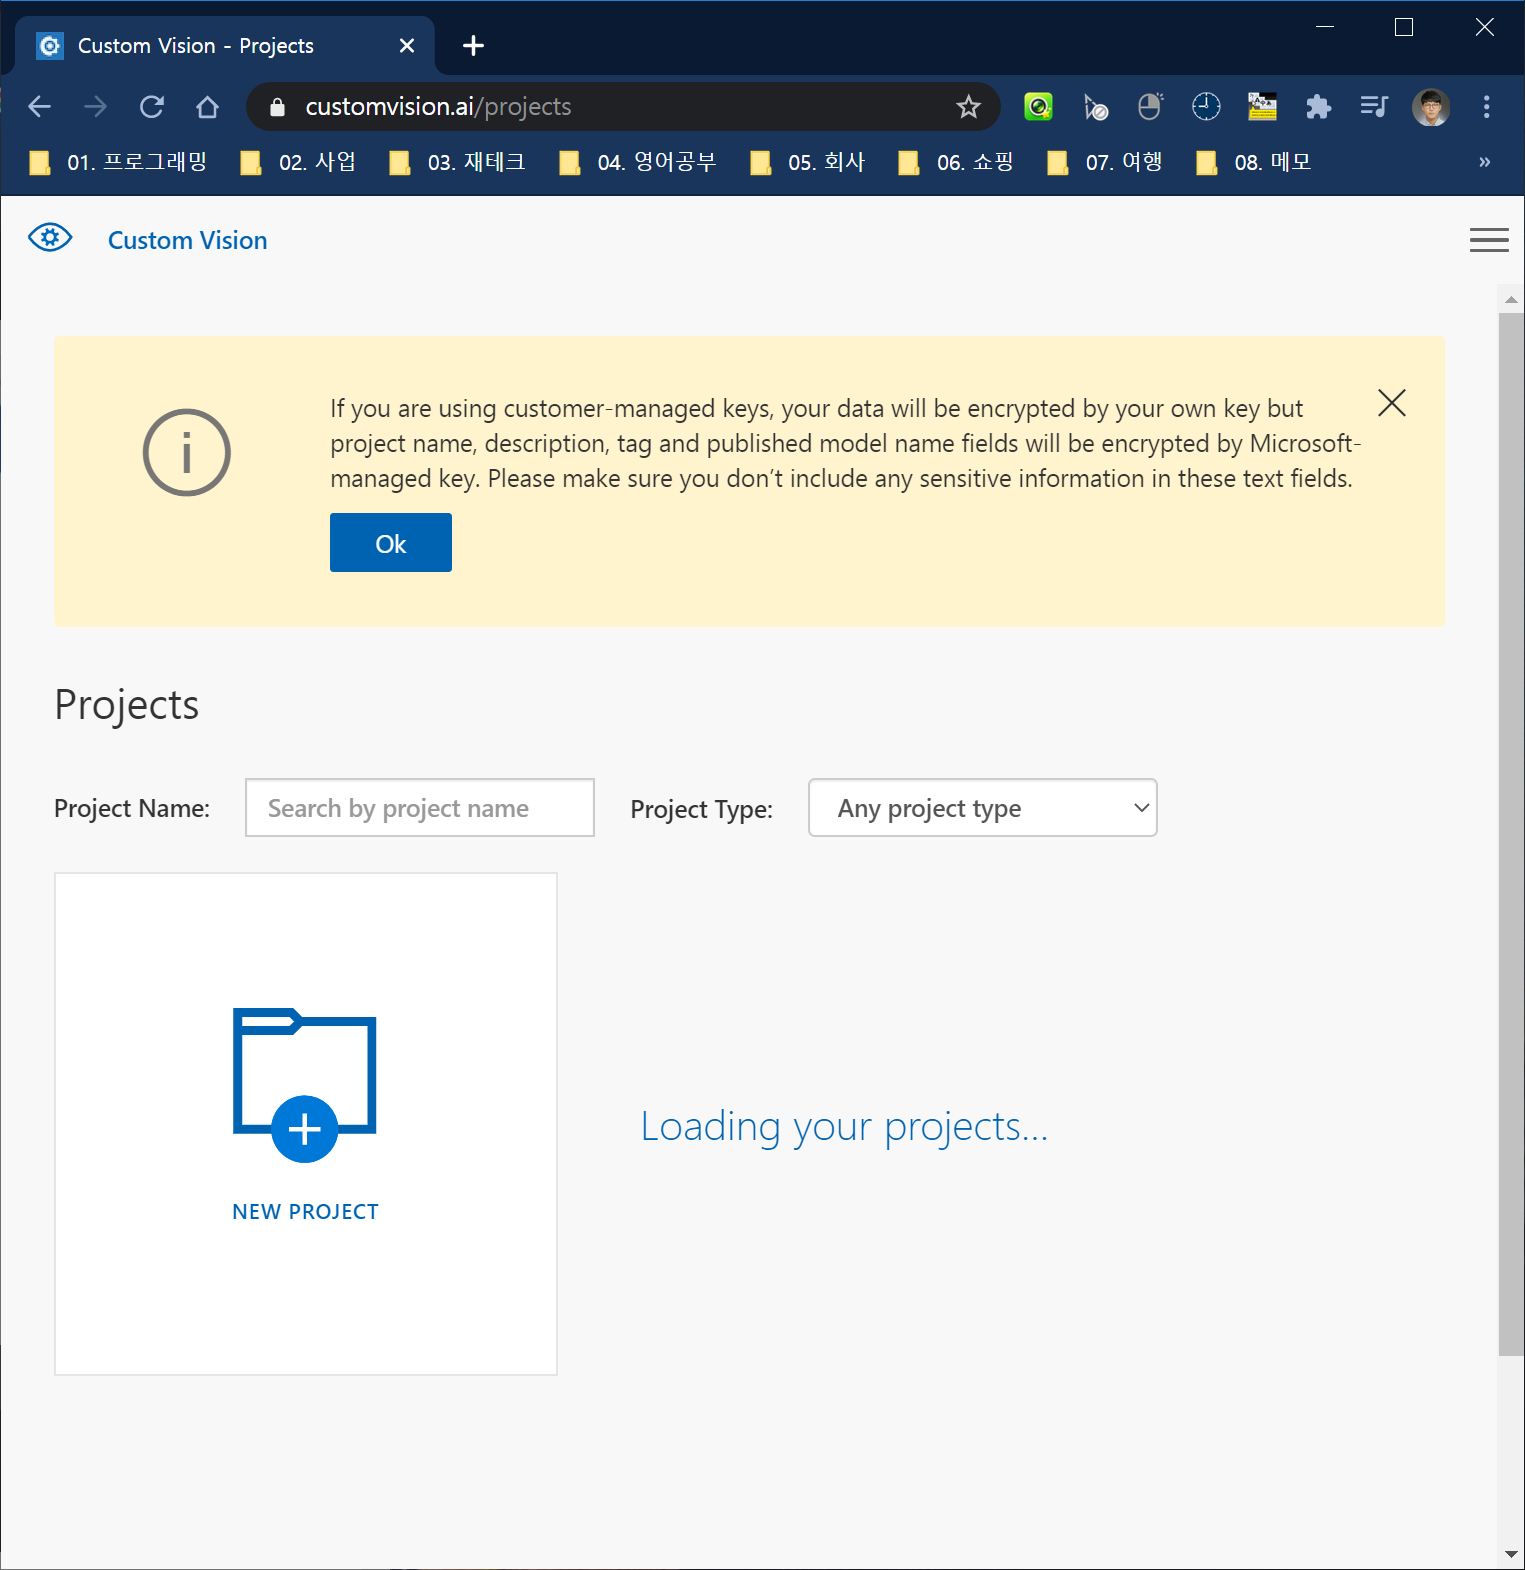 Custom Vision - Projects
customvision.ai/projects
01. 프로그래밍 02. 사업 03. 재테크 04. 영어공부 05. 회사 06. 쇼핑 07. 여행 08. 메모 »
Custom Vision
If you are using customer-managed keys, your data will be encrypted by your own key but
project name, description, tag and published model name fields will be encrypted by Microsoft-
managed key. Please make sure you don’t include any sensitive information in these text fields.
Ok
Projects
Project Name: Search by project name Project Type: Any project type
Loading your projects...
NEW PROJECT